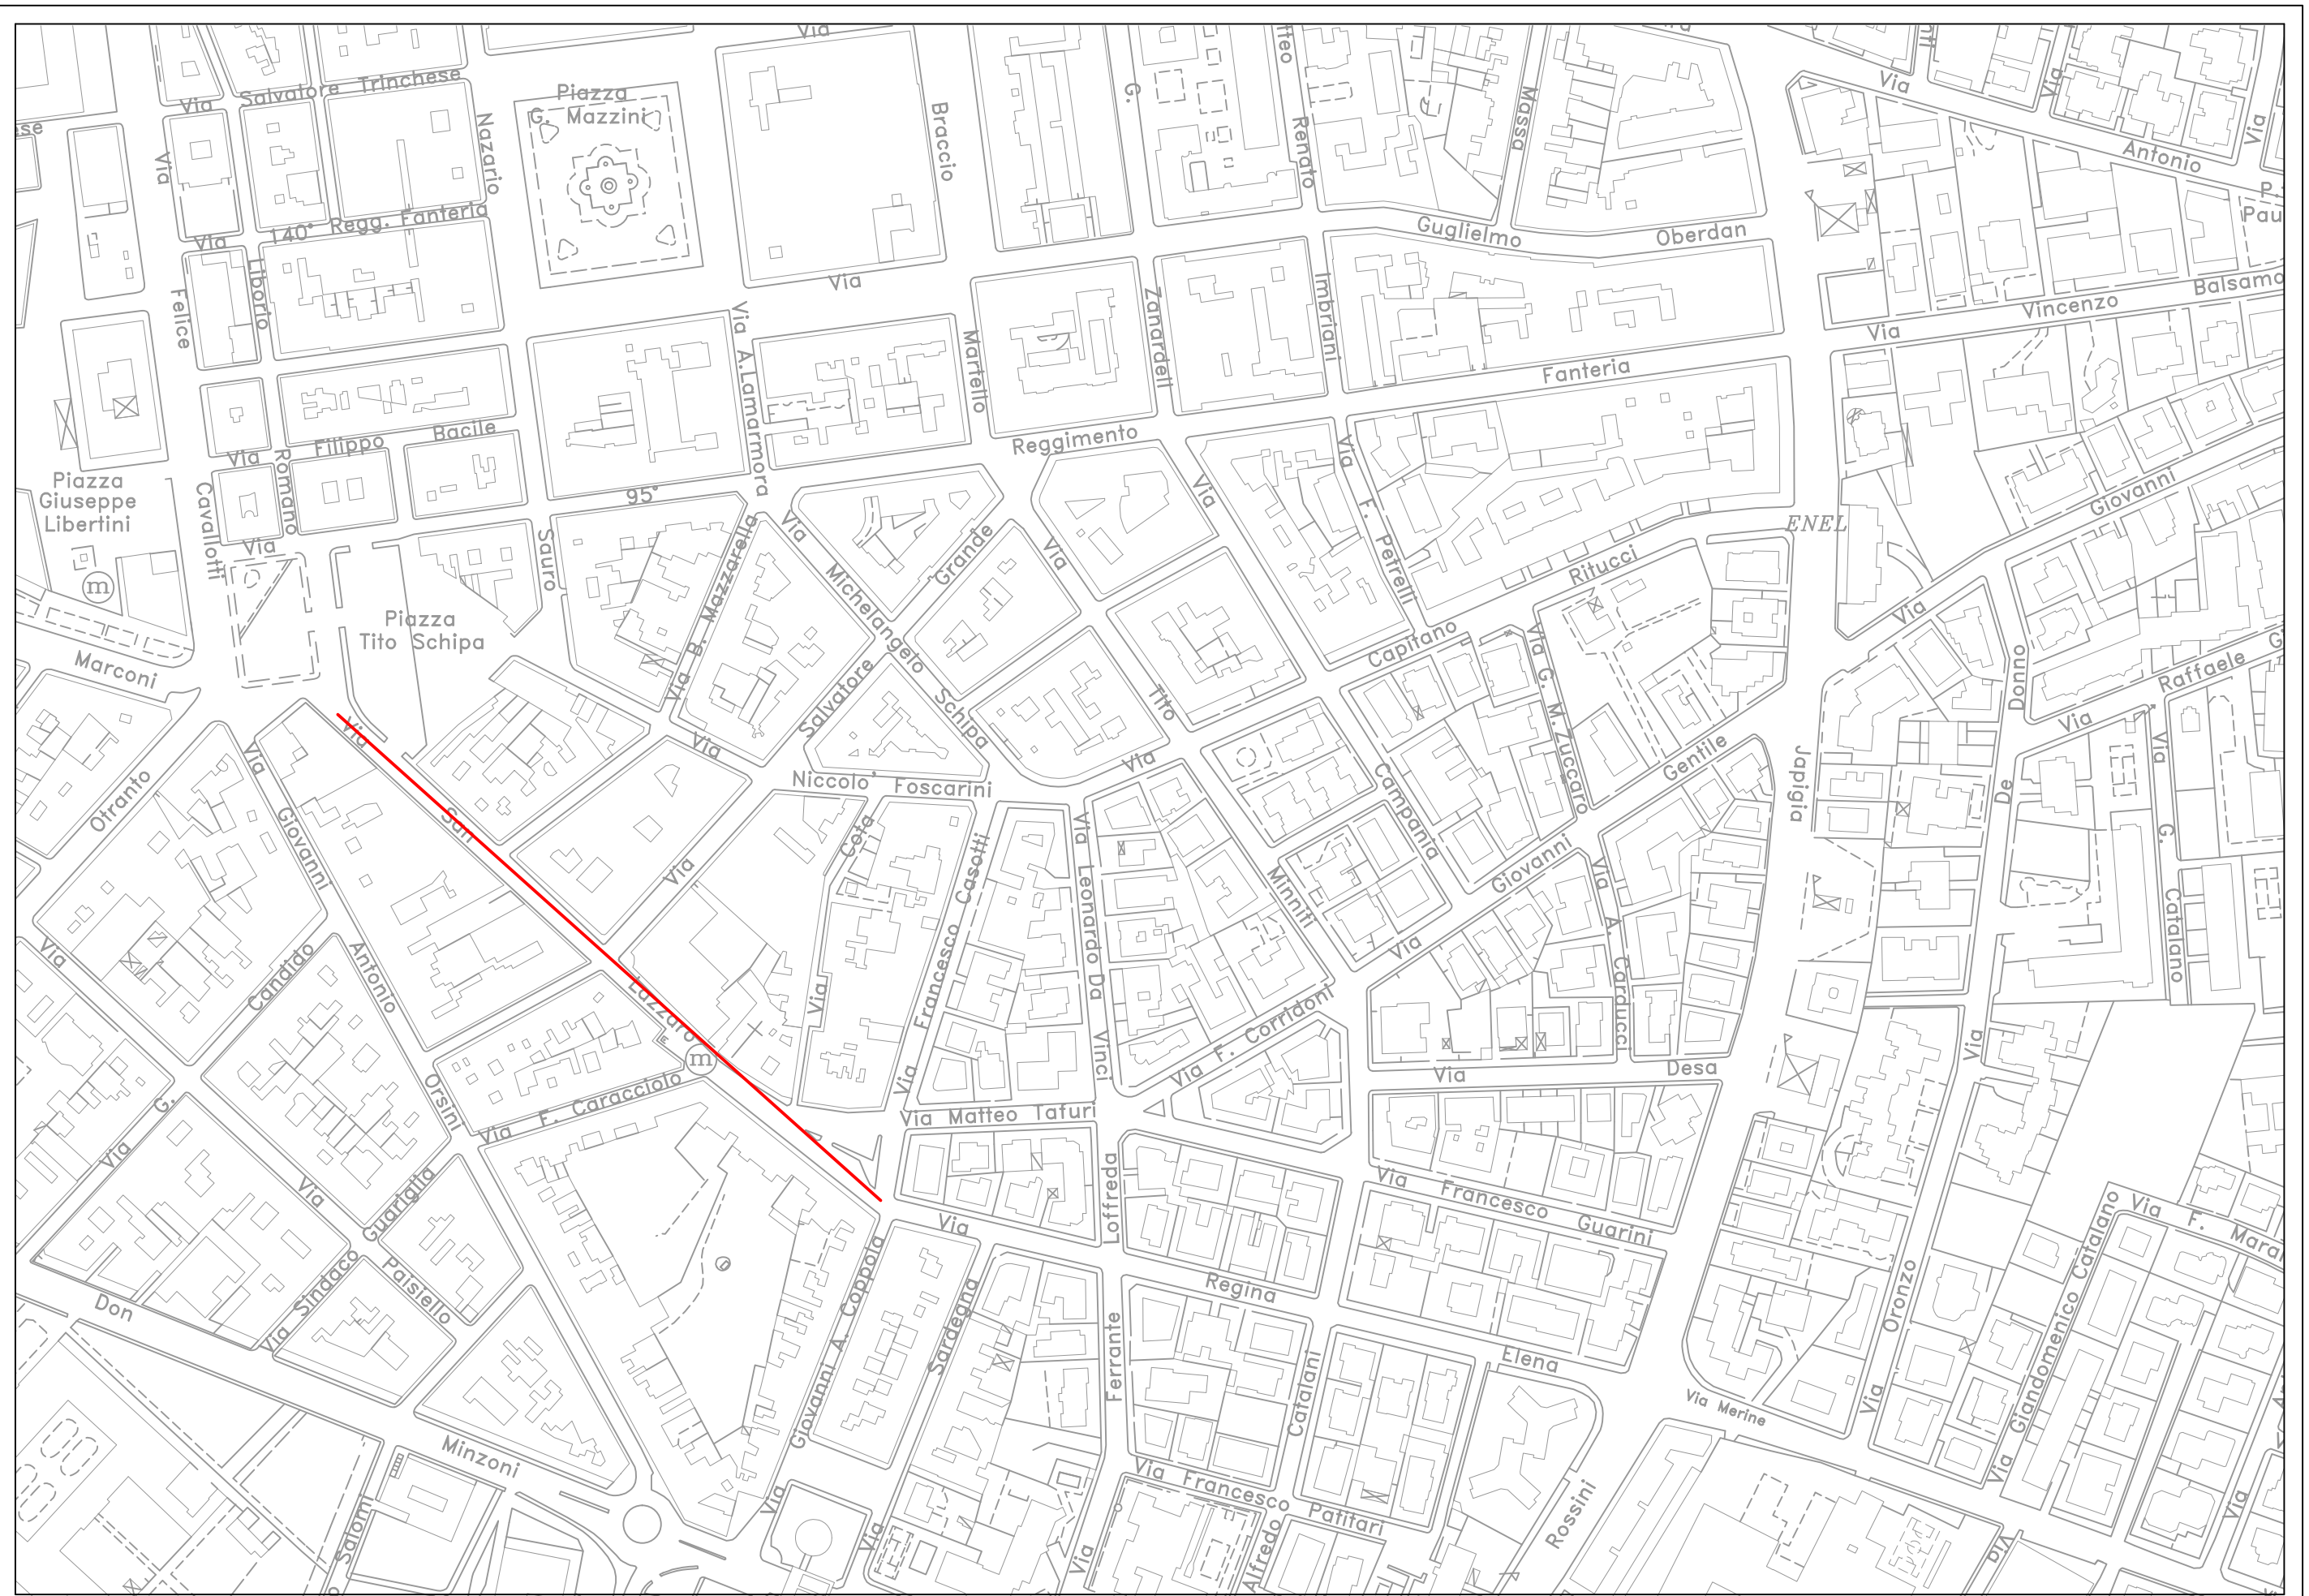 Via
Salvatore Trinchese
Via
Piazza
G. Mazzini
Nazario
Braccio
G.
Renato
Massa
Via
Antonio
Via
Via
Via
140° Regg. Fanteria
Via
Guglielmo
Oberdan
Felice
Liborio
Via
Via A. Lamarmora
Martello
Zanardelli
Imbriani
Via
Vincenzo
Balsamo
Fanteria
Reggimento
Via
Filippo
Bacile
Romano
Cavallotti
Via
Piazza
Giuseppe
Libertini
m
95°
Sauro
Via B. Mazzarella
Via
Michelangelo
Schipa
Grande
Salvatore
Via
Via
Tito
Via
F. Petrelli
Capitano
Ritucci
ENEL
Giovanni
Via
Piazza
Tito Schipa
Marconi
Otranto
Via
San
Lazzaro
m
Via
Giovanni
Antonio
Orsini
Via
Niccolo' Foscarini
Via
Via
Cota
Via
Francesco
Casotti
Via Leonardo Da Vinci
Via
Minniti
Campania
Via G. M. Zuccaro
Gentile
Giovanni
Via
Via A. Carducci
Jappigia
Donno
De
Via
Via
Raffaele
Via
G.
Catalano
Via
Candido
Via F. Caracciolo
Via F. Corridoni
Via
Desa
Via Matteo Tafuri
Via
G.
Via
Via
Paisiello
Via Sindaco Guariglia
Don
Minzoni
Via
Giovanni A. Coppola
Via
Regina
Elena
Loffreda
Ferrante
Via
Via Francesco Guarini
Sardegna
Via
Catalani
Alfredo
Via Francesco Patitari
Rossini
Via Merine
Via
Oronzo
Via Giandomenico Catalano
Via F.
Via
Via
Salomi